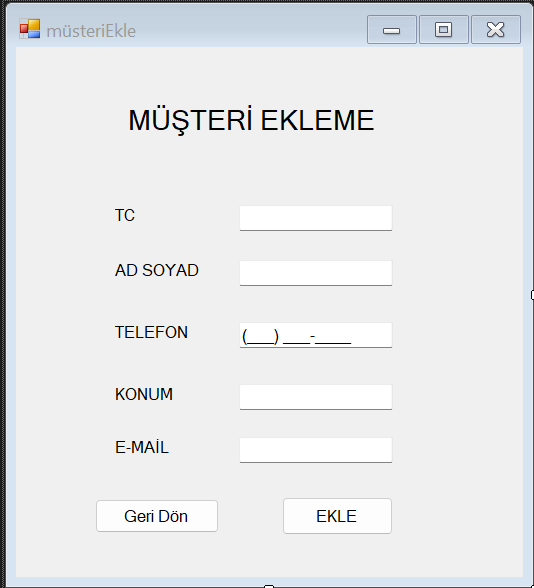 müsteriEkle
MÜŞTERİ EKLEME
TC
AD SOYAD
TELEFON (___) ___-____
KONUM
E-MAİL
Geri Dön EKLE